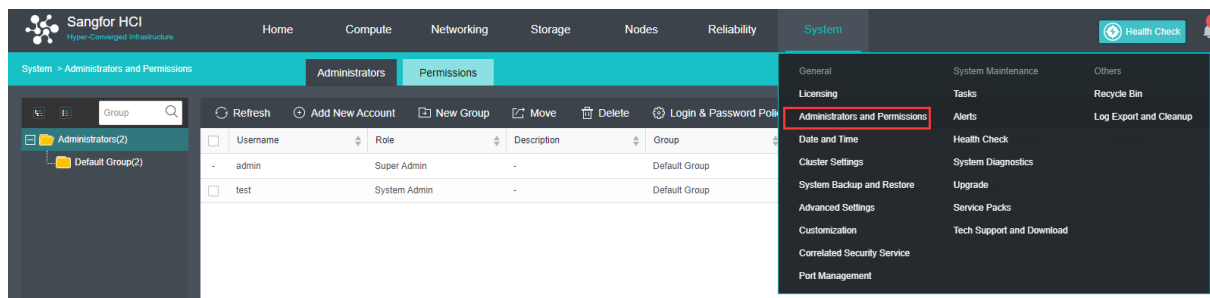 Sangfor HCI
Hyper-Converged Infrastructure
Home Compute Networking Storage Nodes Reliability System Health Check
System > Administrators and Permissions
Administrators Permissions
Group
Refresh Add New Account New Group Move Delete Login & Password Poli
Administrators(2)
Default Group(2)
Username Role Description Group
- admin Super Admin - Default Group
test System Admin - Default Group
General
Licensing
Administrators and Permissions
Date and Time
Cluster Settings
System Backup and Restore
Advanced Settings
Customization
Correlated Security Service
Port Management
System Maintenance
Tasks
Alerts
Health Check
System Diagnostics
Upgrade
Service Packs
Tech Support and Download
Others
Recycle Bin
Log Export and Cleanup